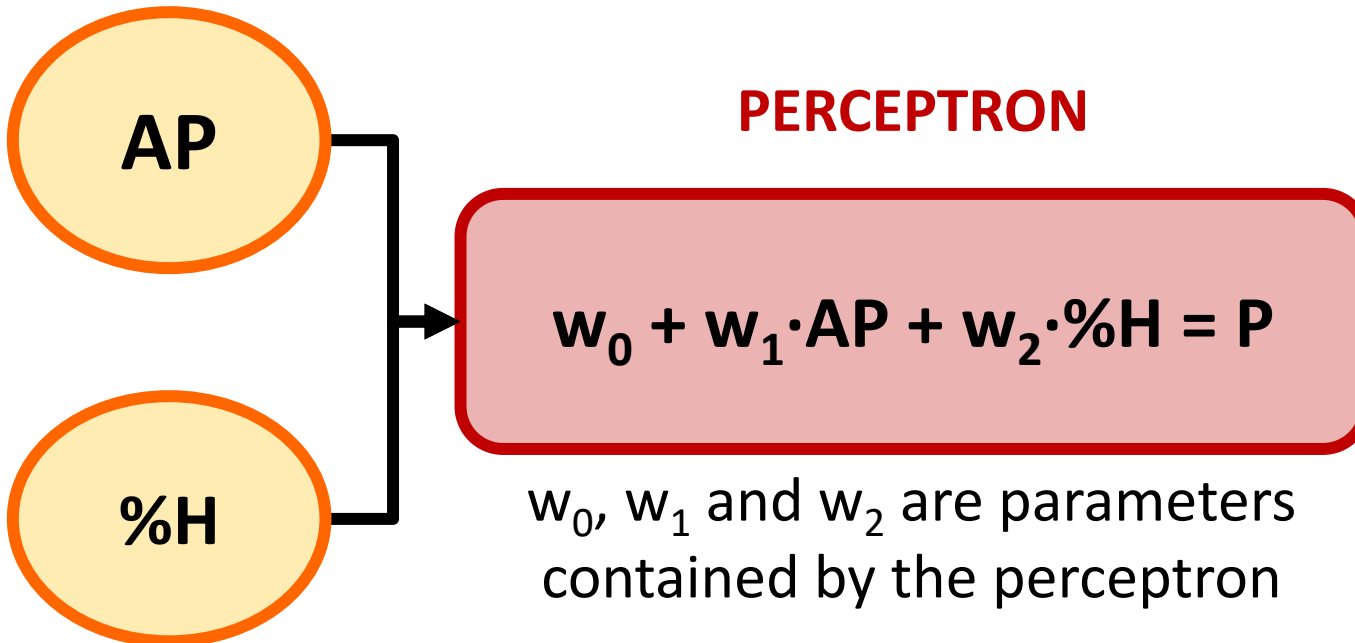 AP
PERCEPTRON
w₀ + w₁·AP + w₂·%H = P
%H
w₀, w₁ and w₂ are parameters
contained by the perceptron